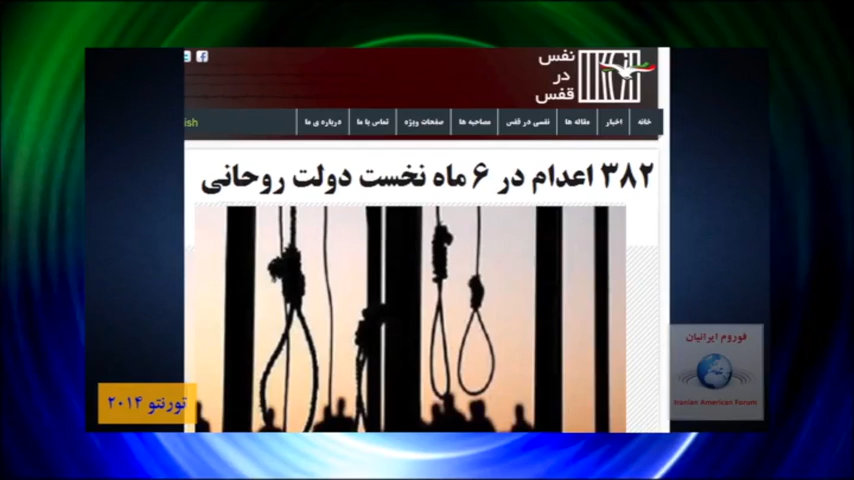 نفس
در
قفس
خانه
اخبار
مقاله ها
نفسی در قفس
مصاحبه ها
صفحات ویژه
تماس با ما
درباره ی ما
ish
۳۸۲ اعدام در ۶ ماه نخست دولت روحانی
فوروم ایرانیان
Iranian American Forum
تورنتو ۲۰۱۴